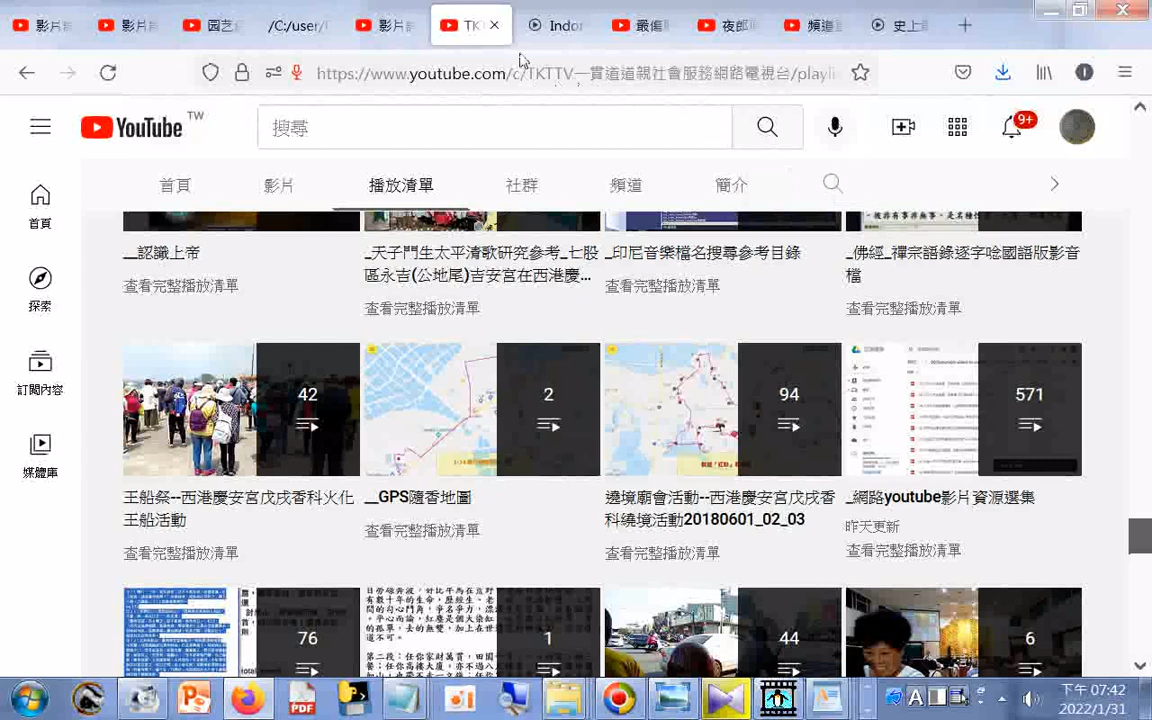 影片
影片
园艺
/C:/user/
影片
TKT
Indor
最傷
夜郎
頻道
史上
https://www.youtube.com/c/TKTTV.一貫道道親社會服務網路電視台/playli
YouTube TW
搜尋
9+
首頁
影片
播放清單
社群
頻道
簡介
首頁
探索
訂閱內容
媒體庫
__認識上帝
查看完整播放清單
_天子門生太平清歌研究參考_七股
區永吉(公地尾)吉安宮在西港慶...
查看完整播放清單
_印尼音樂檔名搜尋參考目錄
查看完整播放清單
_佛經_禪宗語錄逐字唸國語版影音
檔
查看完整播放清單
42
2
94
571
王船祭--西港慶安宮戊戌香科火化
王船活動
查看完整播放清單
__GPS隨香地圖
查看完整播放清單
遶境廟會活動--西港慶安宮戊戌香
科繞境活動20180601_02_03
查看完整播放清單
_網路youtube影片資源選集
昨天更新
查看完整播放清單
76
1
44
6
下午 07:42
2022/1/31